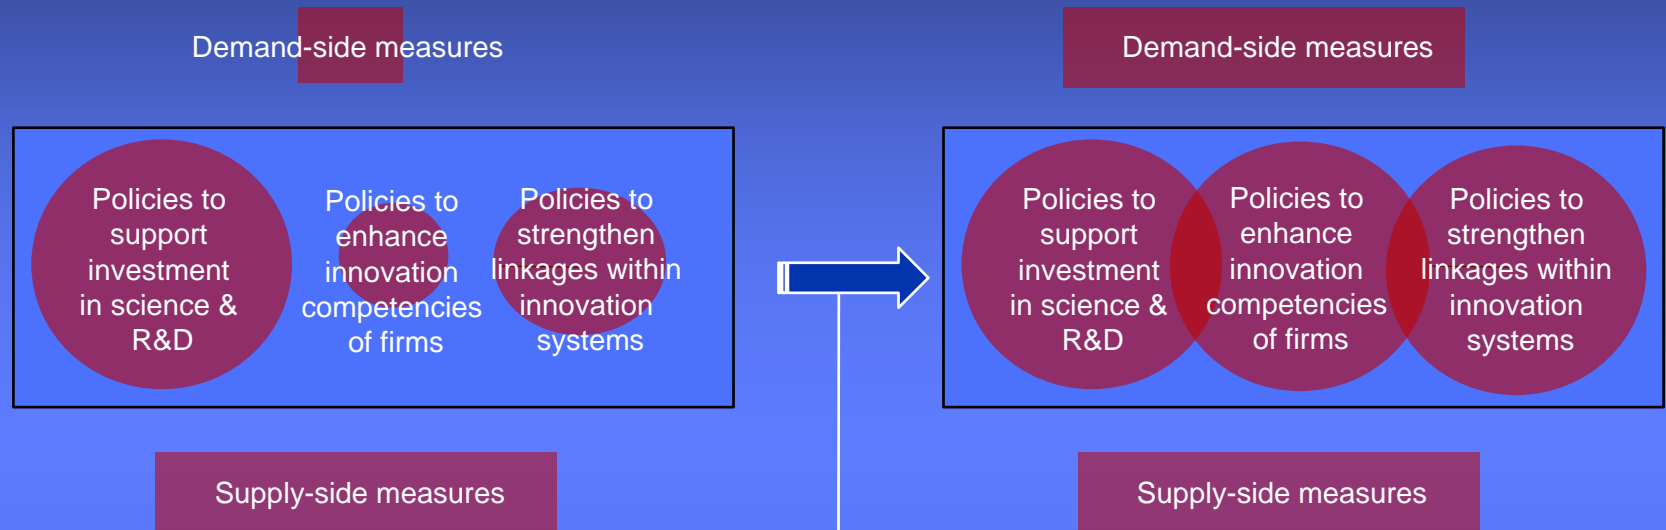 Demand-side measures
Policies to
support
investment
in science &
R&D
Policies to
enhance
innovation
competencies
of firms
Policies to
strengthen
linkages within
innovation
systems
Supply-side measures
Demand-side measures
Policies to
support
investment
in science &
R&D
Policies to
enhance
innovation
competencies
of firms
Policies to
strengthen
linkages within
innovation
systems
Supply-side measures